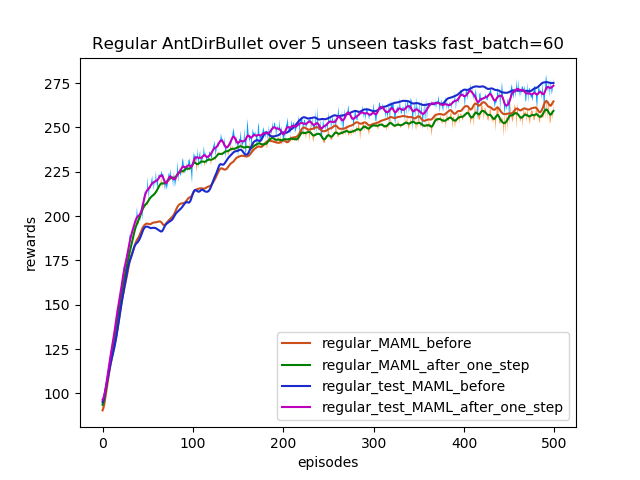 Regular AntDirBullet over 5 unseen tasks fast_batch=60
rewards
275
250
225
200
175
150
125
100
0 100 200 300 400 500
episodes
regular_MAML_before
regular_MAML_after_one_step
regular_test_MAML_before
regular_test_MAML_after_one_step